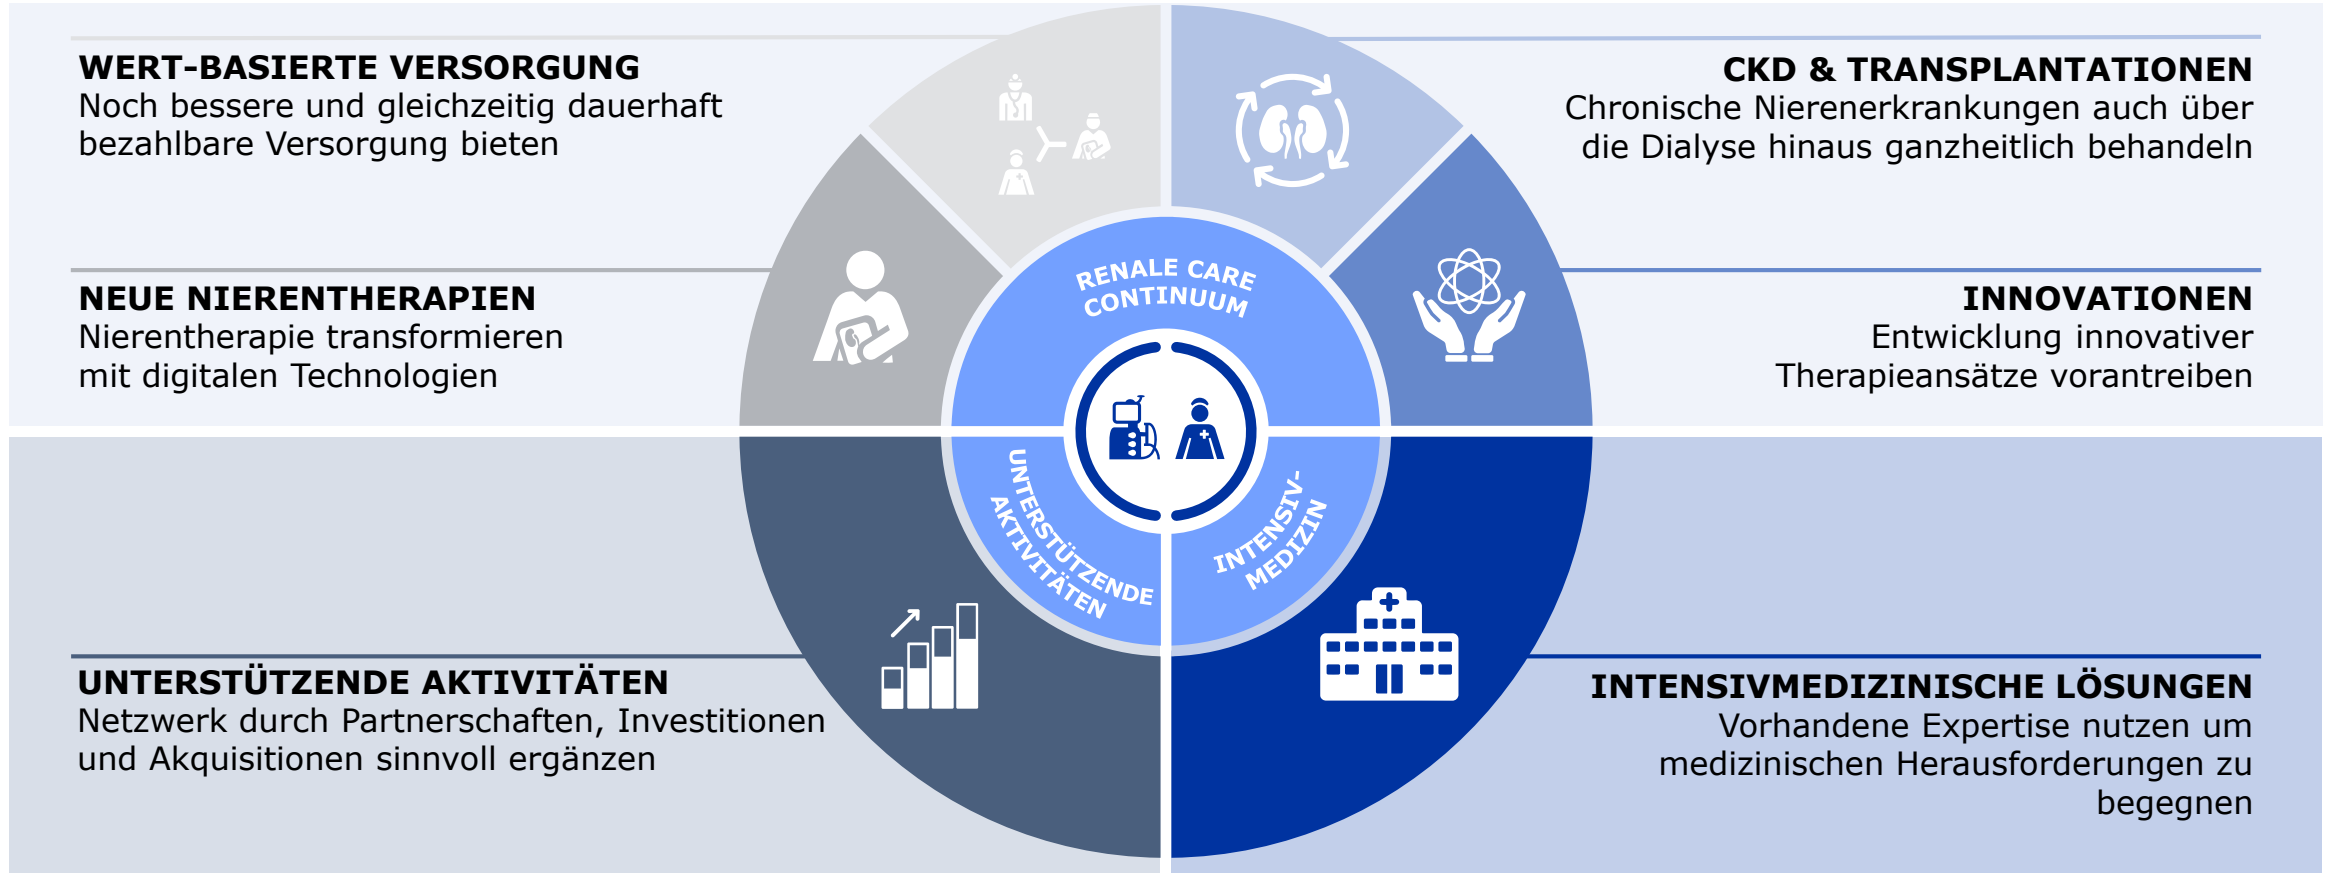 WERT-BASIERTE VERSORGUNG
Noch bessere und gleichzeitig dauerhaft
bezahlbare Versorgung bieten
CKD & TRANSPLANTATIONEN
Chronische Nierenerkrankungen auch über
die Dialyse hinaus ganzheitlich behandeln
NEUE NIERENTHERAPIEN
Nierentherapie transformieren
mit digitalen Technologien
RENALE CARE
CONTINUUM
INNOVATIONEN
Entwicklung innovativer
Therapieansätze vorantreiben
UNTERSTÜTZENDE
AKTIVITÄTEN
INTENSIV-
MEDIZIN
UNTERSTÜTZENDE AKTIVITÄTEN
Netzwerk durch Partnerschaften, Investitionen
und Akquisitionen sinnvoll ergänzen
INTENSIVMEDIZINISCHE LÖSUNGEN
Vorhandene Expertise nutzen um
medizinischen Herausforderungen zu
begegnen